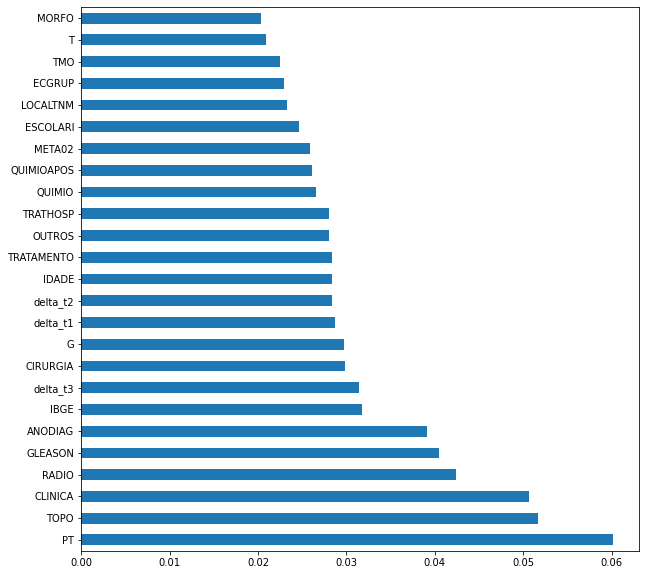 MORFO
T
TMO
ECGRUP
LOCALTNM
ESCOLARI
META02
QUIMIOAPOS
QUIMIO
TRATHOSP
OUTROS
TRATAMENTO
IDADE
delta_t2
delta_t1
G
CIRURGIA
delta_t3
IBGE
ANODIAG
GLEASON
RADIO
CLINICA
TOPO
PT
0.00 0.01 0.02 0.03 0.04 0.05 0.06